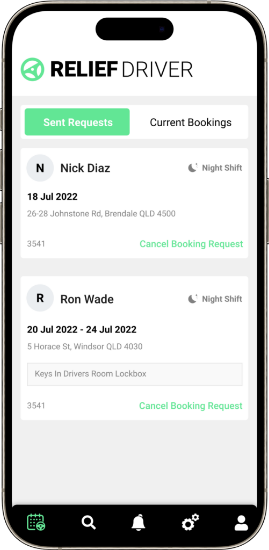 RELIEF DRIVER
Sent Requests
Current Bookings
N
Nick Diaz
Night Shift
18 Jul 2022
26-28 Johnstone Rd, Brendale QLD 4500
3541
Cancel Booking Request
R
Ron Wade
Night Shift
20 Jul 2022 - 24 Jul 2022
5 Horace St, Windsor QLD 4030
Keys In Drivers Room Lockbox
3541
Cancel Booking Request